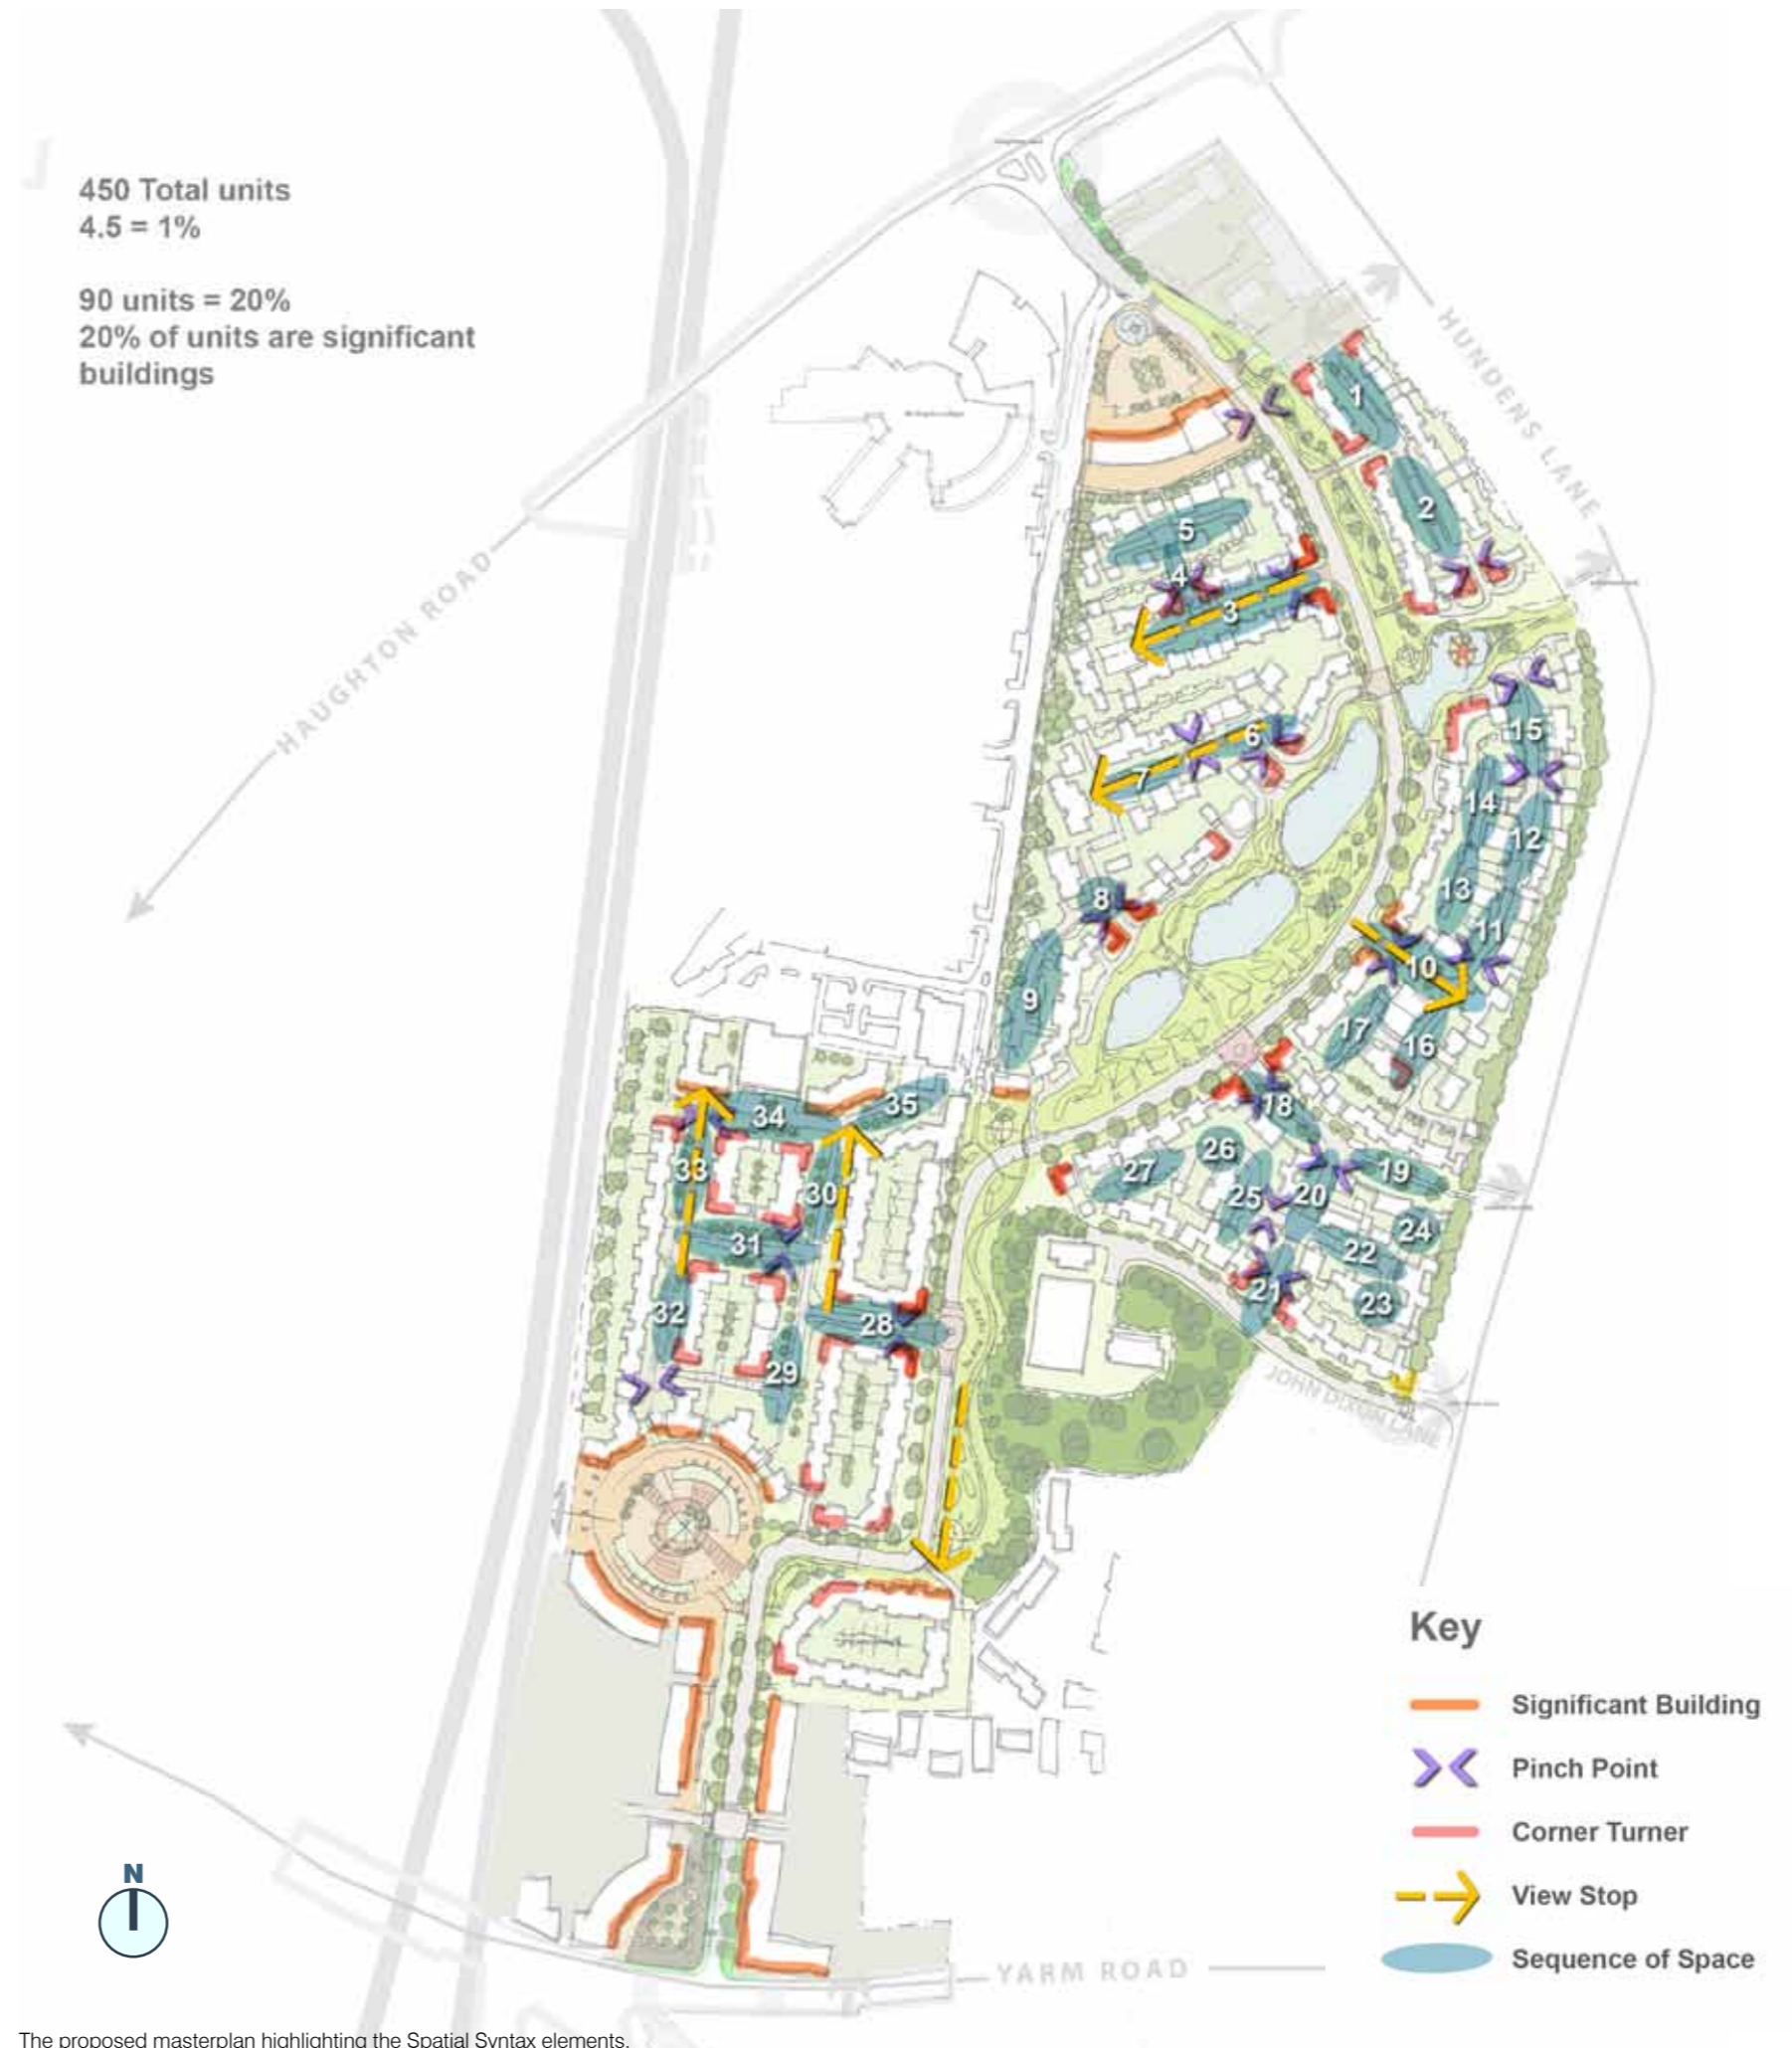 450 Total units
4.5 = 1%
90 units = 20%
20% of units are significant
buildings
HAUGHTON ROAD
HUNDENS LANE
1
2
5
4
3
6
7
15
14
12
13
8
11
10
9
17
16
18
34
35
26
27
19
33
30
25
20
24
31
22
21
23
32
28
29
JOHN DIXON LANE
Key
Significant Building
Pinch Point
Corner Turner
View Stop
Sequence of Space
N
YARM ROAD
The proposed masterplan highlighting the Spatial Syntax elements.